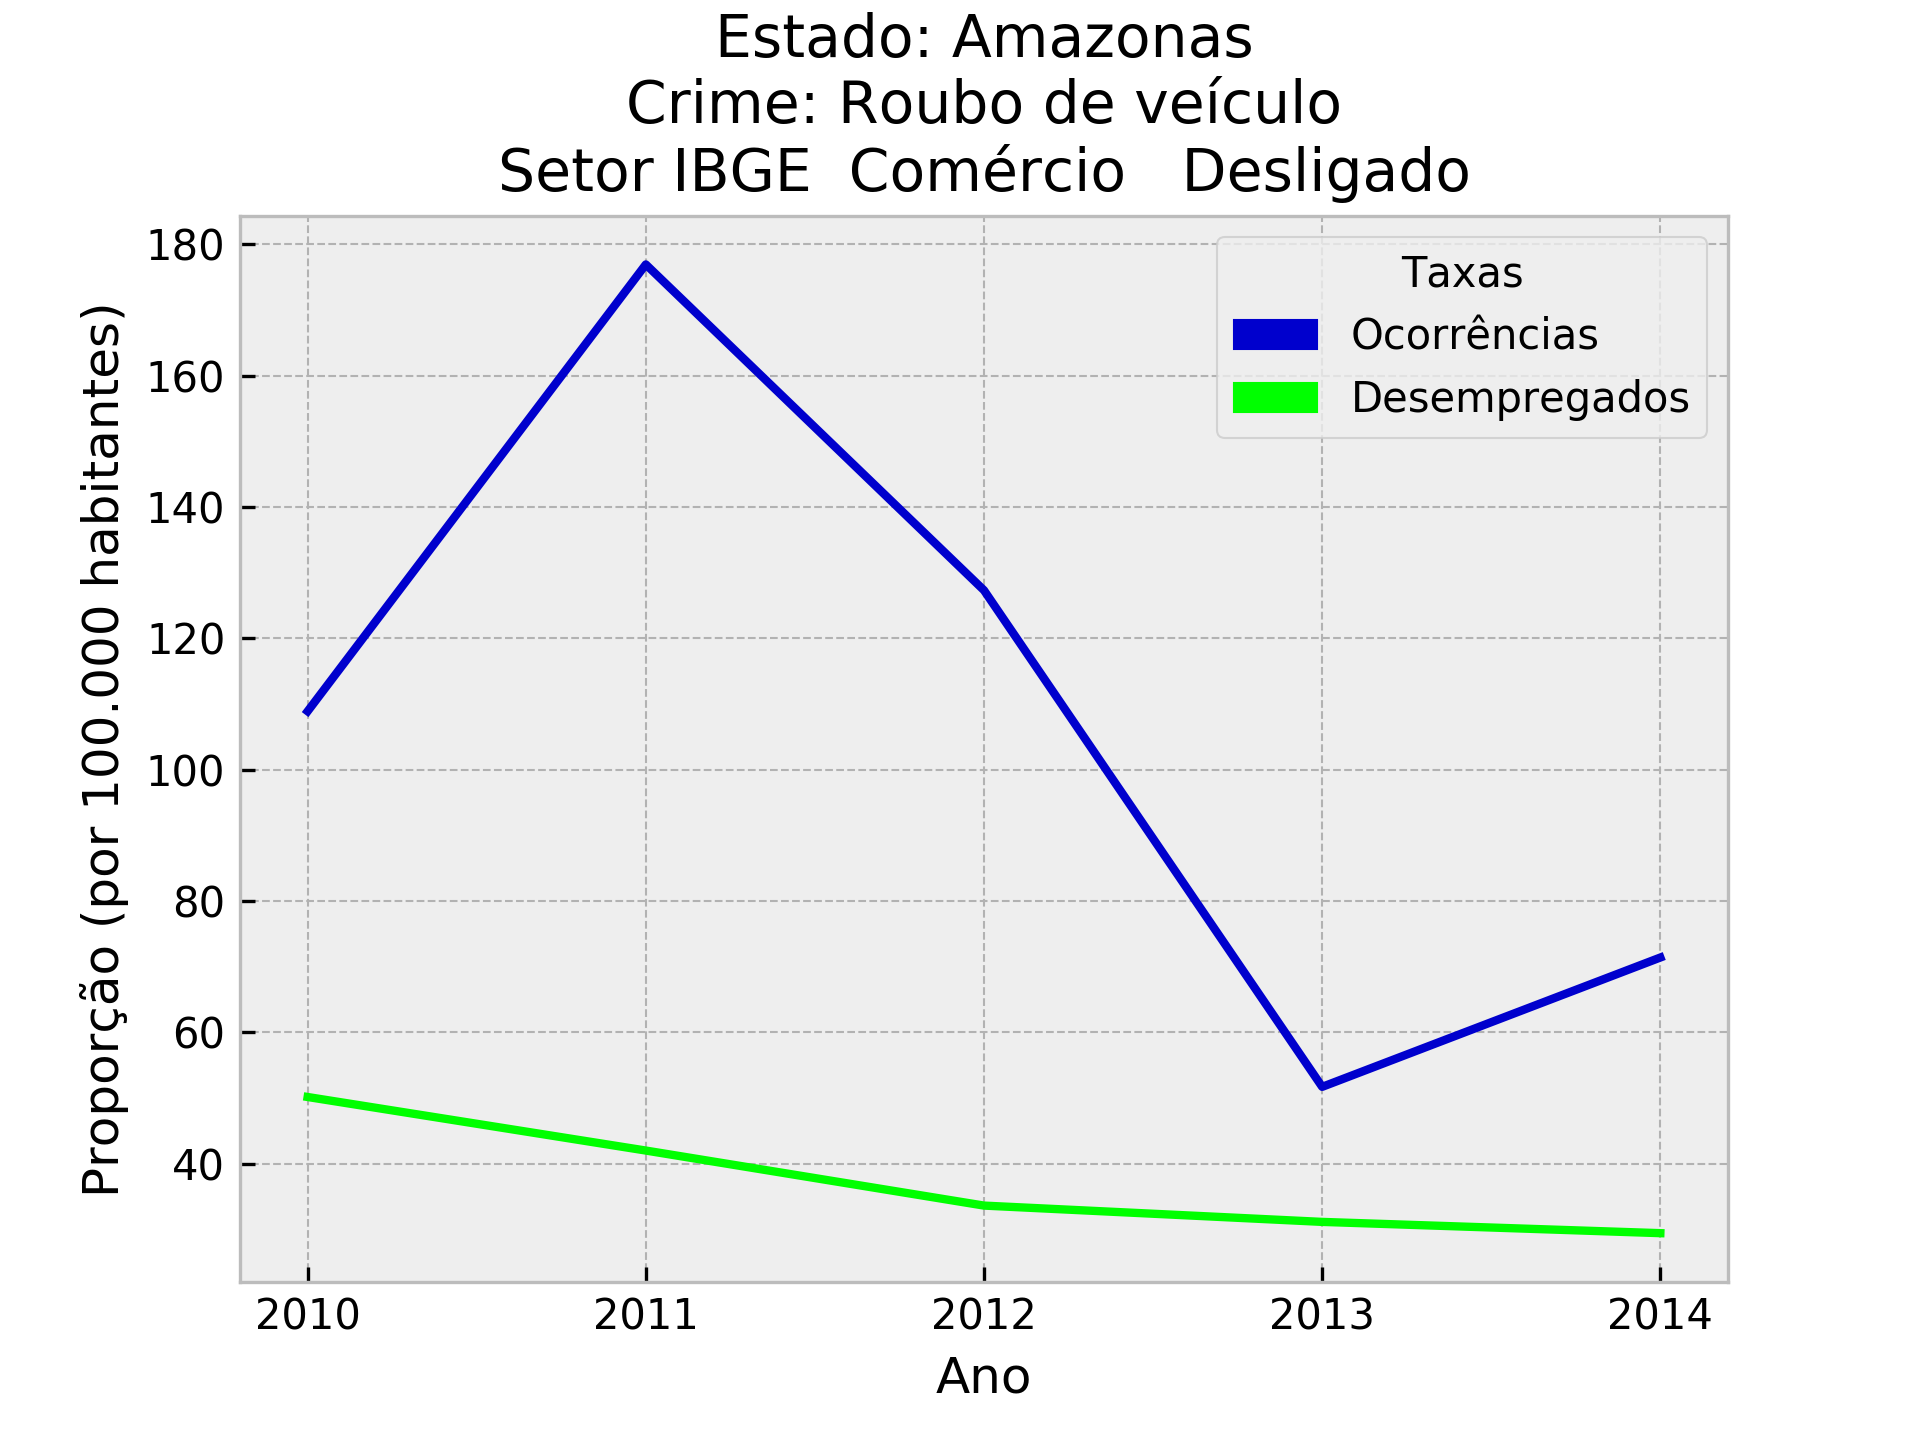 Estado: Amazonas
Crime: Roubo de veículo
Setor IBGE  Comércio   Desligado
Proporção (por 100.000 habitantes)
180
160
140
120
100
80
60
40
Taxas
Ocorrências
Desempregados
2010 2011 2012 2013 2014
Ano